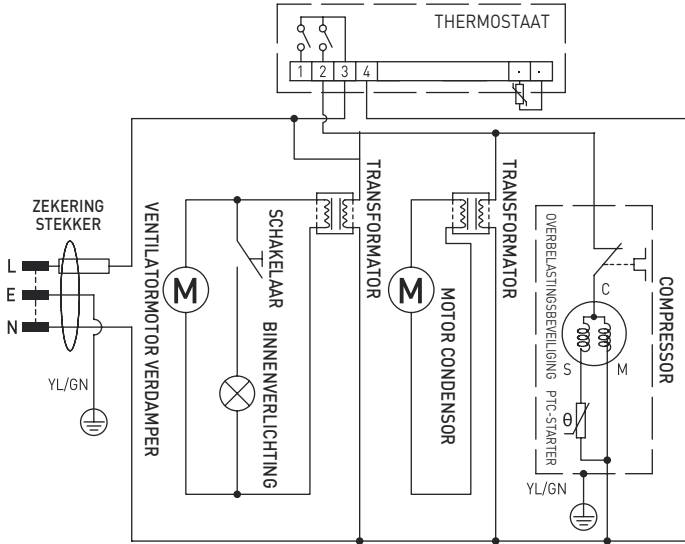 THERMOSTAAT
1 2 3 4
ZEKERING
STEKKER
L
E
N
YL/GN
VENTILATORMOTOR VERDAMPER
M
SCHAKELAAR
BINNENVERLICHTING
TRANSFORMATOR
M
MOTOR CONDENSOR
TRANSFORMATOR
OVERBELASTINGSBEVEILIGING
PTC-STARTER
C
S
M
θ
YL/GN
COMPRESSOR